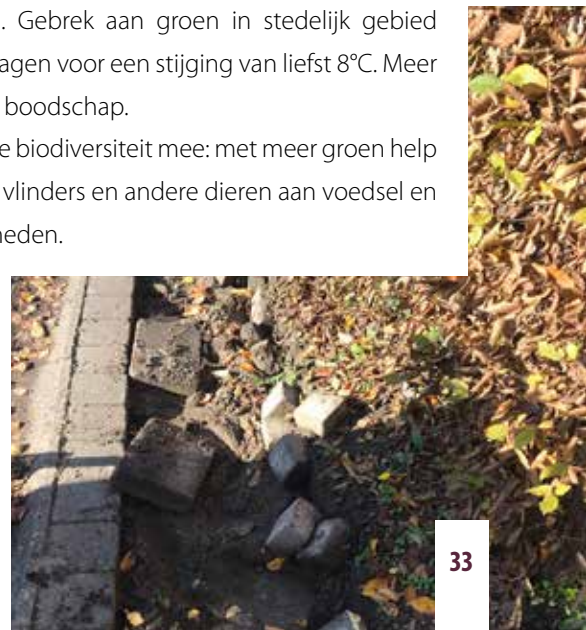 . Gebrek aan groen in stedelijk gebied
agen voor een stijging van liefst 8°C. Meer
boodschap.
e biodiversiteit mee: met meer groen help
vlinders en andere dieren aan voedsel en
heden.
33